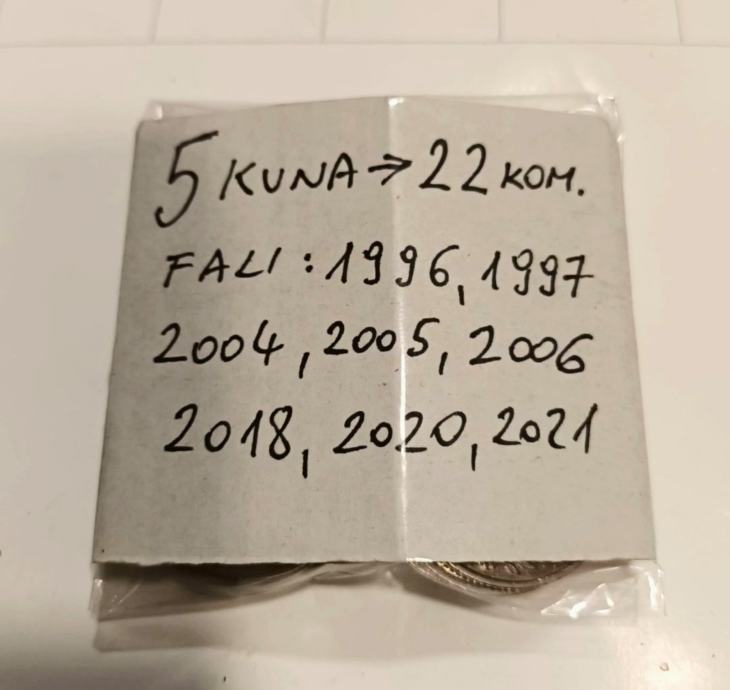 5 KUNA → 22 KOM.
FALI : 1996, 1997
2004, 2005, 2006
2018, 2020, 2021